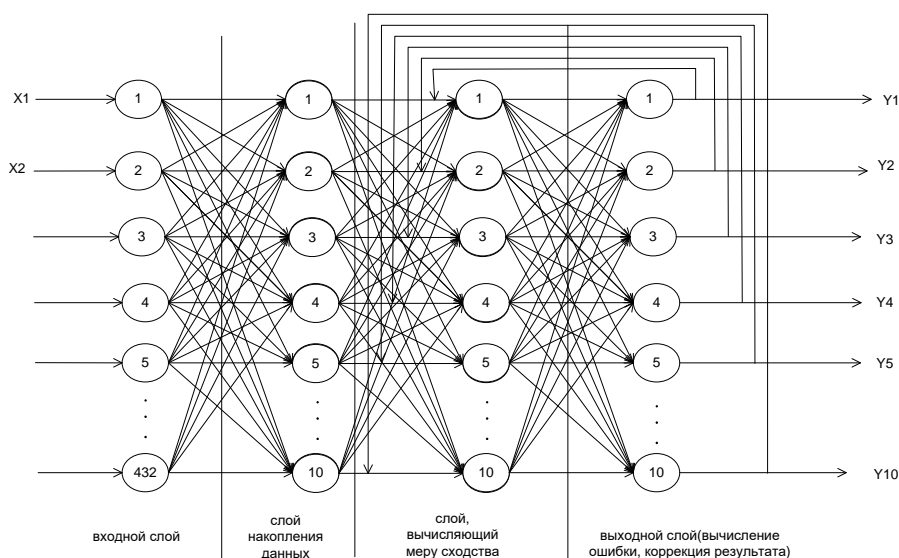 X1 1 1 1 1 Y1
X2 2 2 2 2 Y2
3 3 3 3 Y3
4 4 4 4 Y4
5 5 5 5 Y5
432 10 10 10 Y10
входной слой
слой
накопления
данных
слой,
вычисляющий
меру сходства
выходной слой(вычисление
ошибки, коррекция результата)